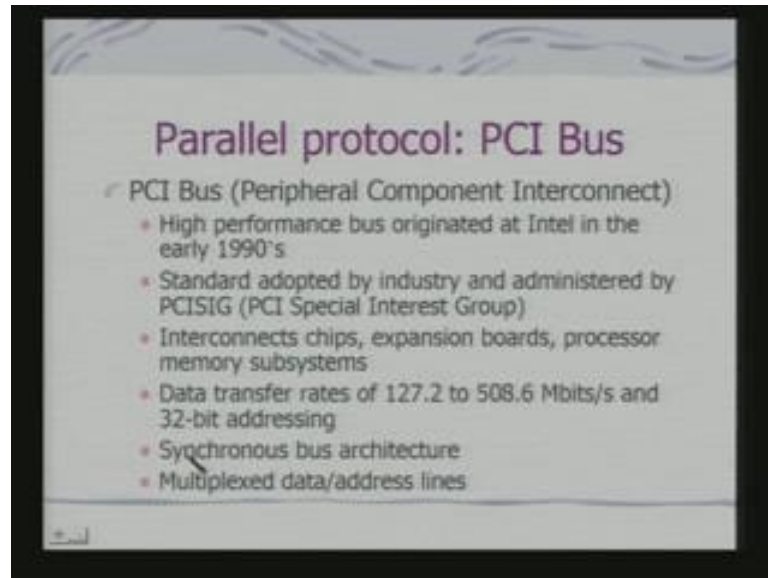 Parallel protocol: PCI Bus
PCI Bus (Peripheral Component Interconnect)
High performance bus originated at Intel in the
early 1990's
Standard adopted by industry and administered by
PCISIG (PCI Special Interest Group)
Interconnects chips, expansion boards, processor
memory subsystems
Data transfer rates of 127.2 to 508.6 Mbits/s and
32-bit addressing
Synchronous bus architecture
Multiplexed data/address lines